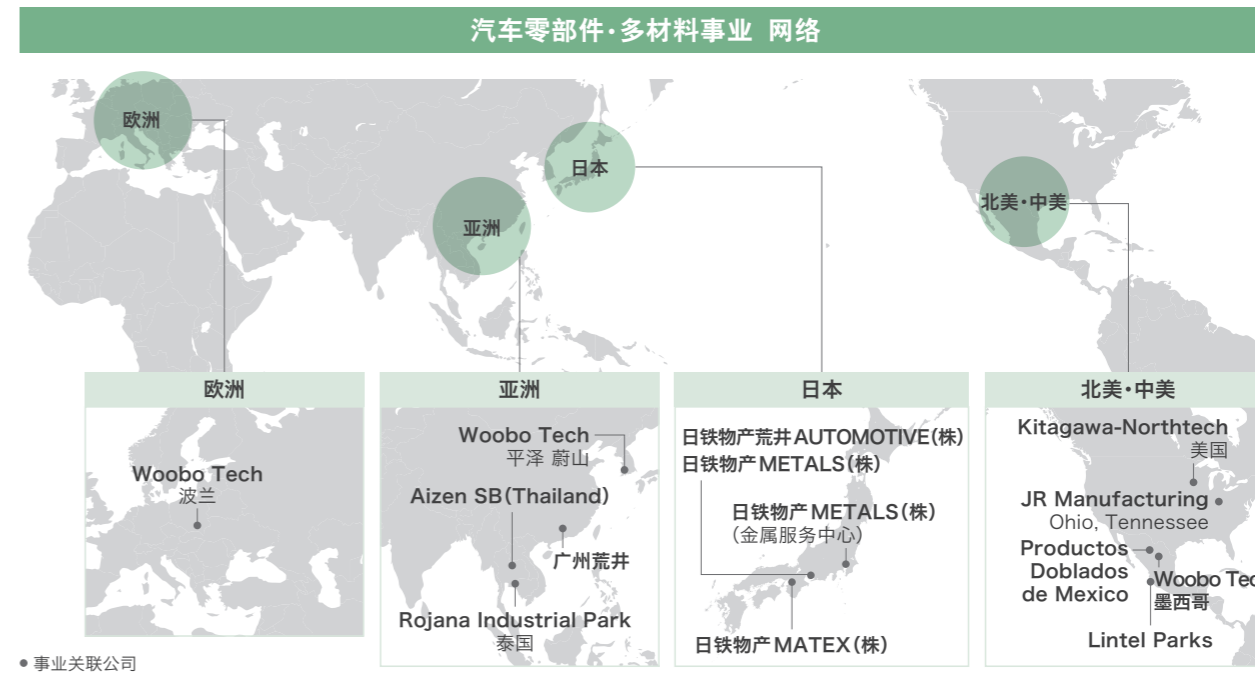 汽车零部件·多材料事业 网络
欧洲
日本
亚洲
北美·中美
欧洲
Woobo Tech
波兰
亚洲
Woobo Tech
平泽 蔚山
Aizen SB(Thailand)
广州荒井
Rojana Industrial Park
泰国
日本
日铁物产荒井AUTOMOTIVE(株)
日铁物产METALS(株)
日铁物产METALS(株)
(金属服务中心)
日铁物产MATEX(株)
北美·中美
Kitagawa-Northtech
美国
JR Manufacturing
Ohio, Tennessee
Productos
Doblados
de Mexico
Woobo Tec
墨西哥
Lintel Parks
● 事业关联公司